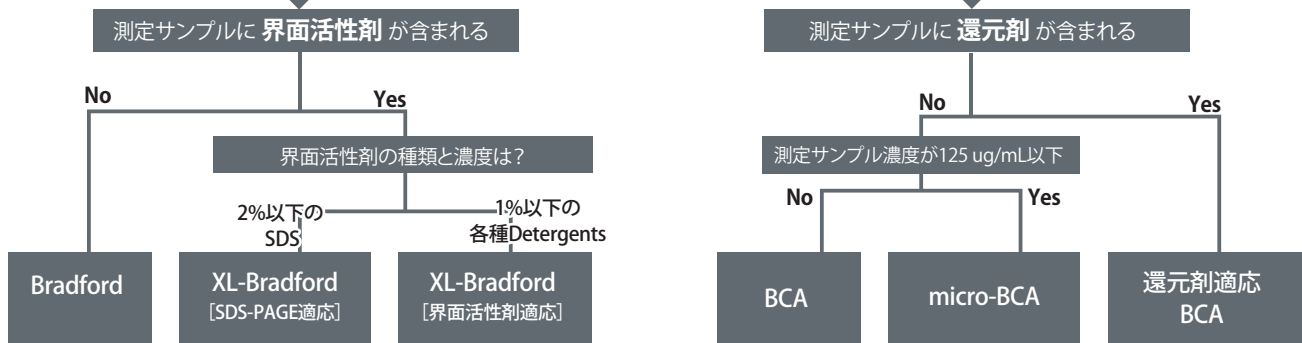 測定サンプルに 界面活性剤 が含まれる
No
Yes
界面活性剤の種類と濃度は？
2%以下の
SDS
1%以下の
各種Detergents
Bradford
XL-Bradford
［SDS-PAGE適応］
XL-Bradford
［界面活性剤適応］
測定サンプルに 還元剤 が含まれる
No
Yes
測定サンプル濃度が125 ug/mL以下
No
Yes
BCA
micro-BCA
還元剤適応
BCA